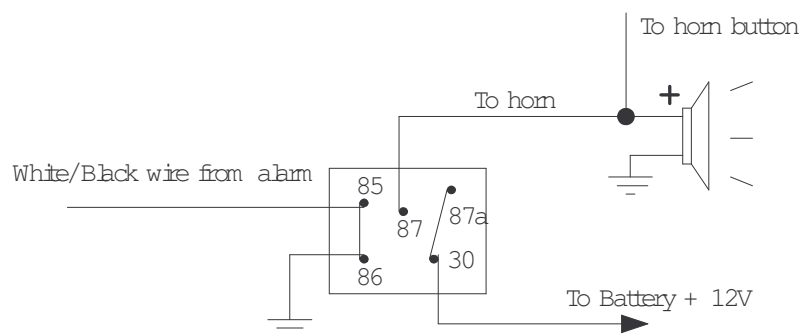 To horn button
+
To horn
White/Black wire from alarm
85
87
87a
86
30
To Battery + 12V